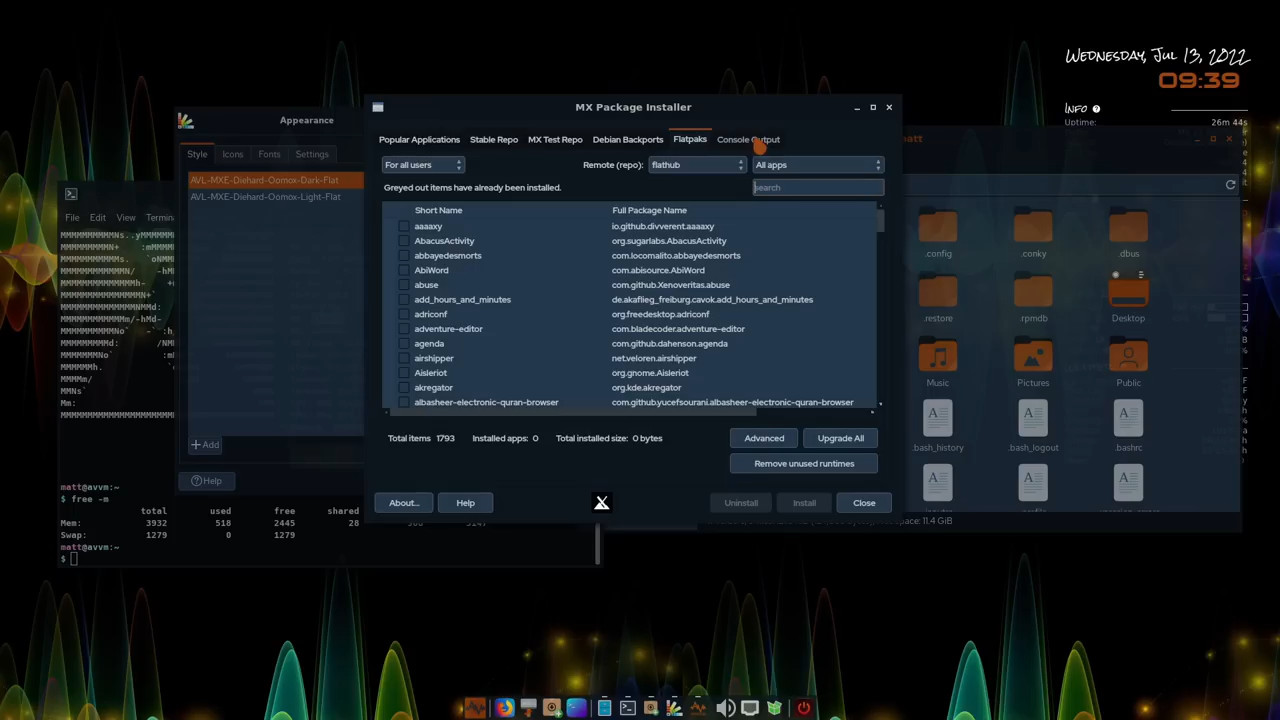 Wednesday, Jul 13, 2022
09:39
Info ?
Uptime: 26m 44s
MX Package Installer
Popular Applications Stable Repo MX Test Repo Debian Backports Flatpaks Console Output
For all users Remote (repo): flathub All apps
Greyed out items have already been installed. search
Short Name Full Package Name
aaaaxy io.github.divverent.aaaaxy
AbacusActivity org.sugarlabs.AbacusActivity
abbayedesmorts com.locomalito.abbayedesmorts
AbiWord com.abisource.AbiWord
abuse com.github.Xenoveritas.abuse
add_hours_and_minutes de.akaflieg_freiburg.cavok.add_hours_and_minutes
adriconf org.freedesktop.adriconf
adventure-editor com.bladecoder.adventure-editor
agenda com.github.dahenson.agenda
airshipper net.veloren.airshipper
Aisleriot org.gnome.Aisleriot
akregator org.kde.akregator
albasheer-electronic-quran-browser com.github.yucefsourani.albasheer-electronic-quran-browser
Total items 1793 Installed apps: 0 Total installed size: 0 bytes
Advanced Upgrade All
Remove unused runtimes
About... Help Uninstall Install Close
Appearance
Style Icons Fonts Settings
AVL-MXE-Diehard-Oomox-Dark-Flat
AVL-MXE-Diehard-Oomox-Light-Flat
Add
Help
File Edit View Termin
matt@avvm:~
$ free -m
total used free shared
Mem: 3932 518 2445 28
Swap: 1279 0 1279
matt@avvm:~
$
.config .conky .dbus
.restore .rpmdb Desktop
Music Pictures Public
.bash_history .bash_logout .bashrc
space: 11.4 GiB